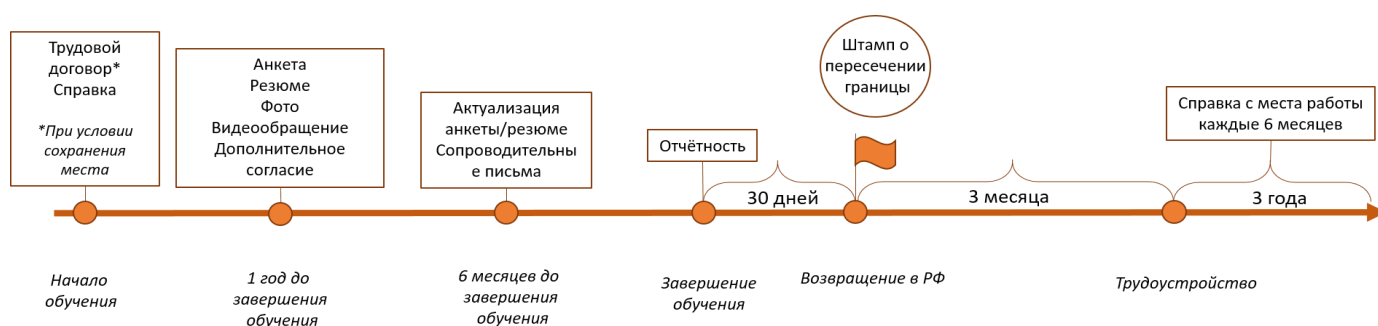 Трудовой
договор*
Справка
*При условии
сохранения
места
Анкета
Резюме
Фото
Видеообращение
Дополнительное
согласие
Актуализация
анкеты/резюме
Сопроводительны
е письма
Отчётность
Штамп о
пересечении
границы
Справка с места работы
каждые 6 месяцев
30 дней
3 месяца
3 года
Начало
обучения
1 год до
завершения
обучения
6 месяцев до
завершения
обучения
Завершение
обучения
Возвращение в РФ
Трудоустройство